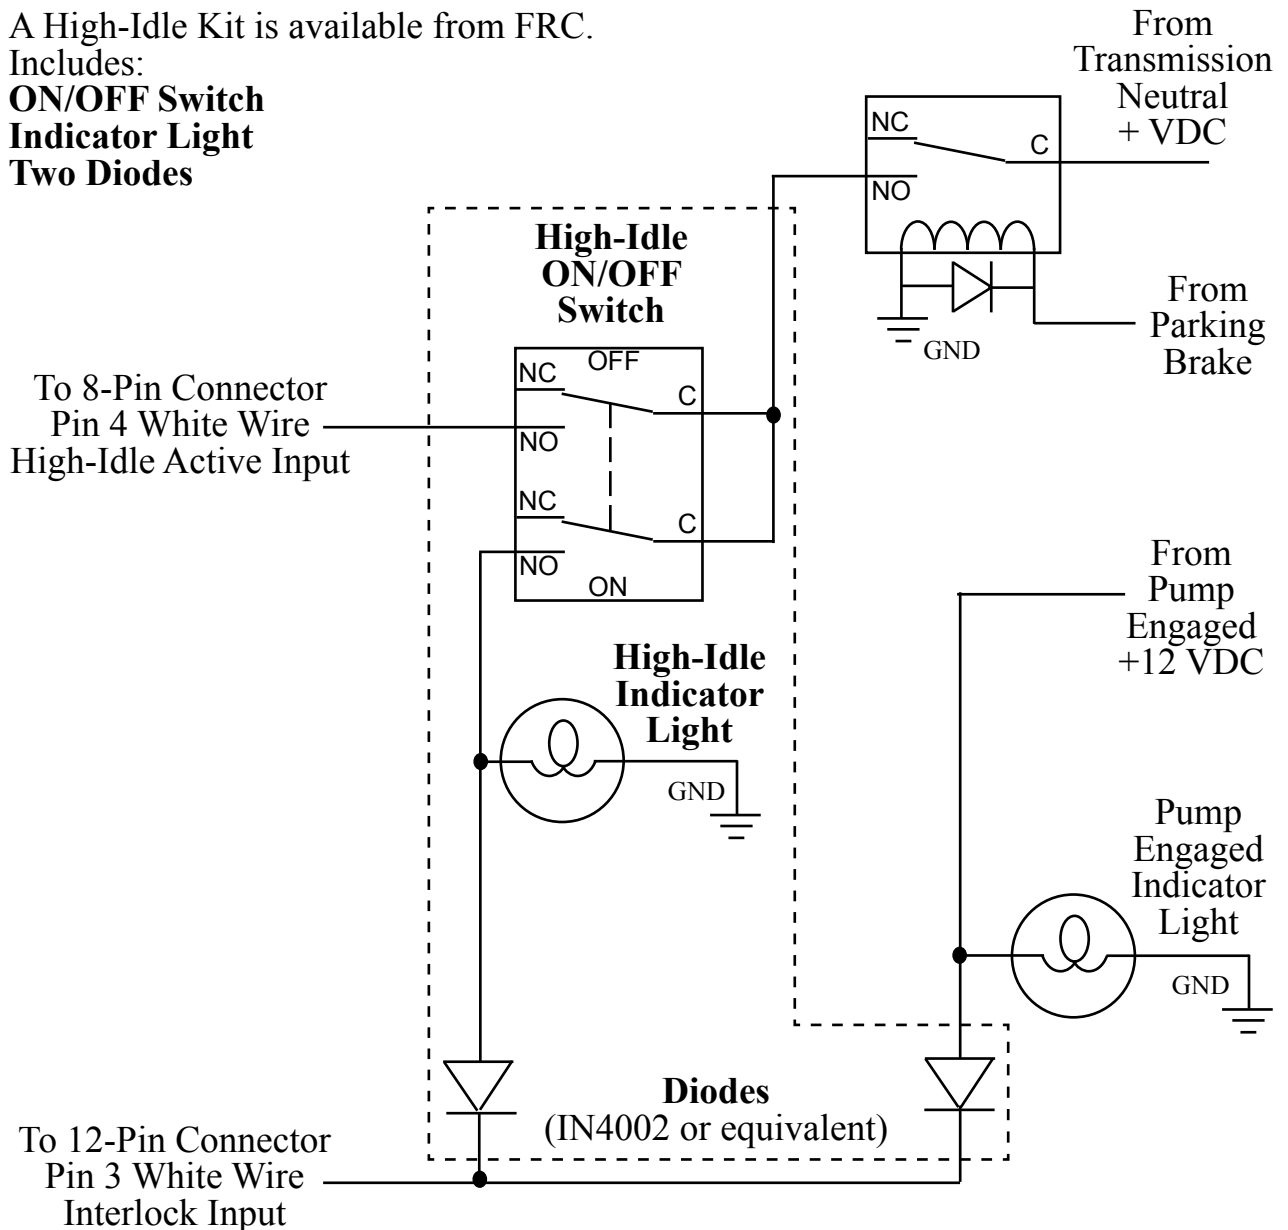 A High-Idle Kit is available from FRC.
Includes:
ON/OFF Switch
Indicator Light
Two Diodes
From
Transmission
Neutral
+ VDC
NC
C
NO
GND
From
Parking
Brake
High-Idle
ON/OFF
Switch
OFF
NC
C
NO
NC
C
NO
ON
To 8-Pin Connector
Pin 4 White Wire
High-Idle Active Input
From
Pump
Engaged
+12 VDC
High-Idle
Indicator
Light
GND
Pump
Engaged
Indicator
Light
GND
Diodes
(IN4002 or equivalent)
To 12-Pin Connector
Pin 3 White Wire
Interlock Input